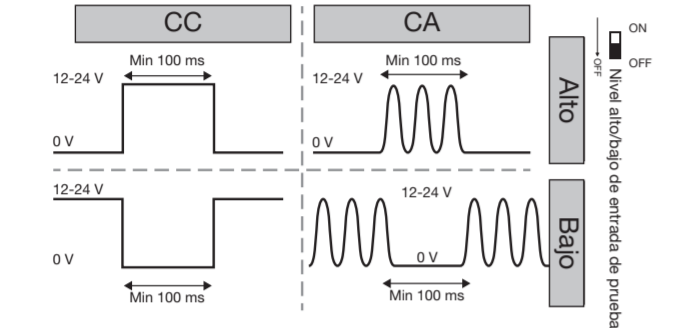 CC
CA
Min 100 ms
12-24 V
0 V
Min 100 ms
12-24 V
0 V
Alto
12-24 V
0 V
Min 100 ms
12-24 V
0 V
Min 100 ms
Bajo
ON
OFF
OFF
Nivel alto/bajo de entrada de prueba